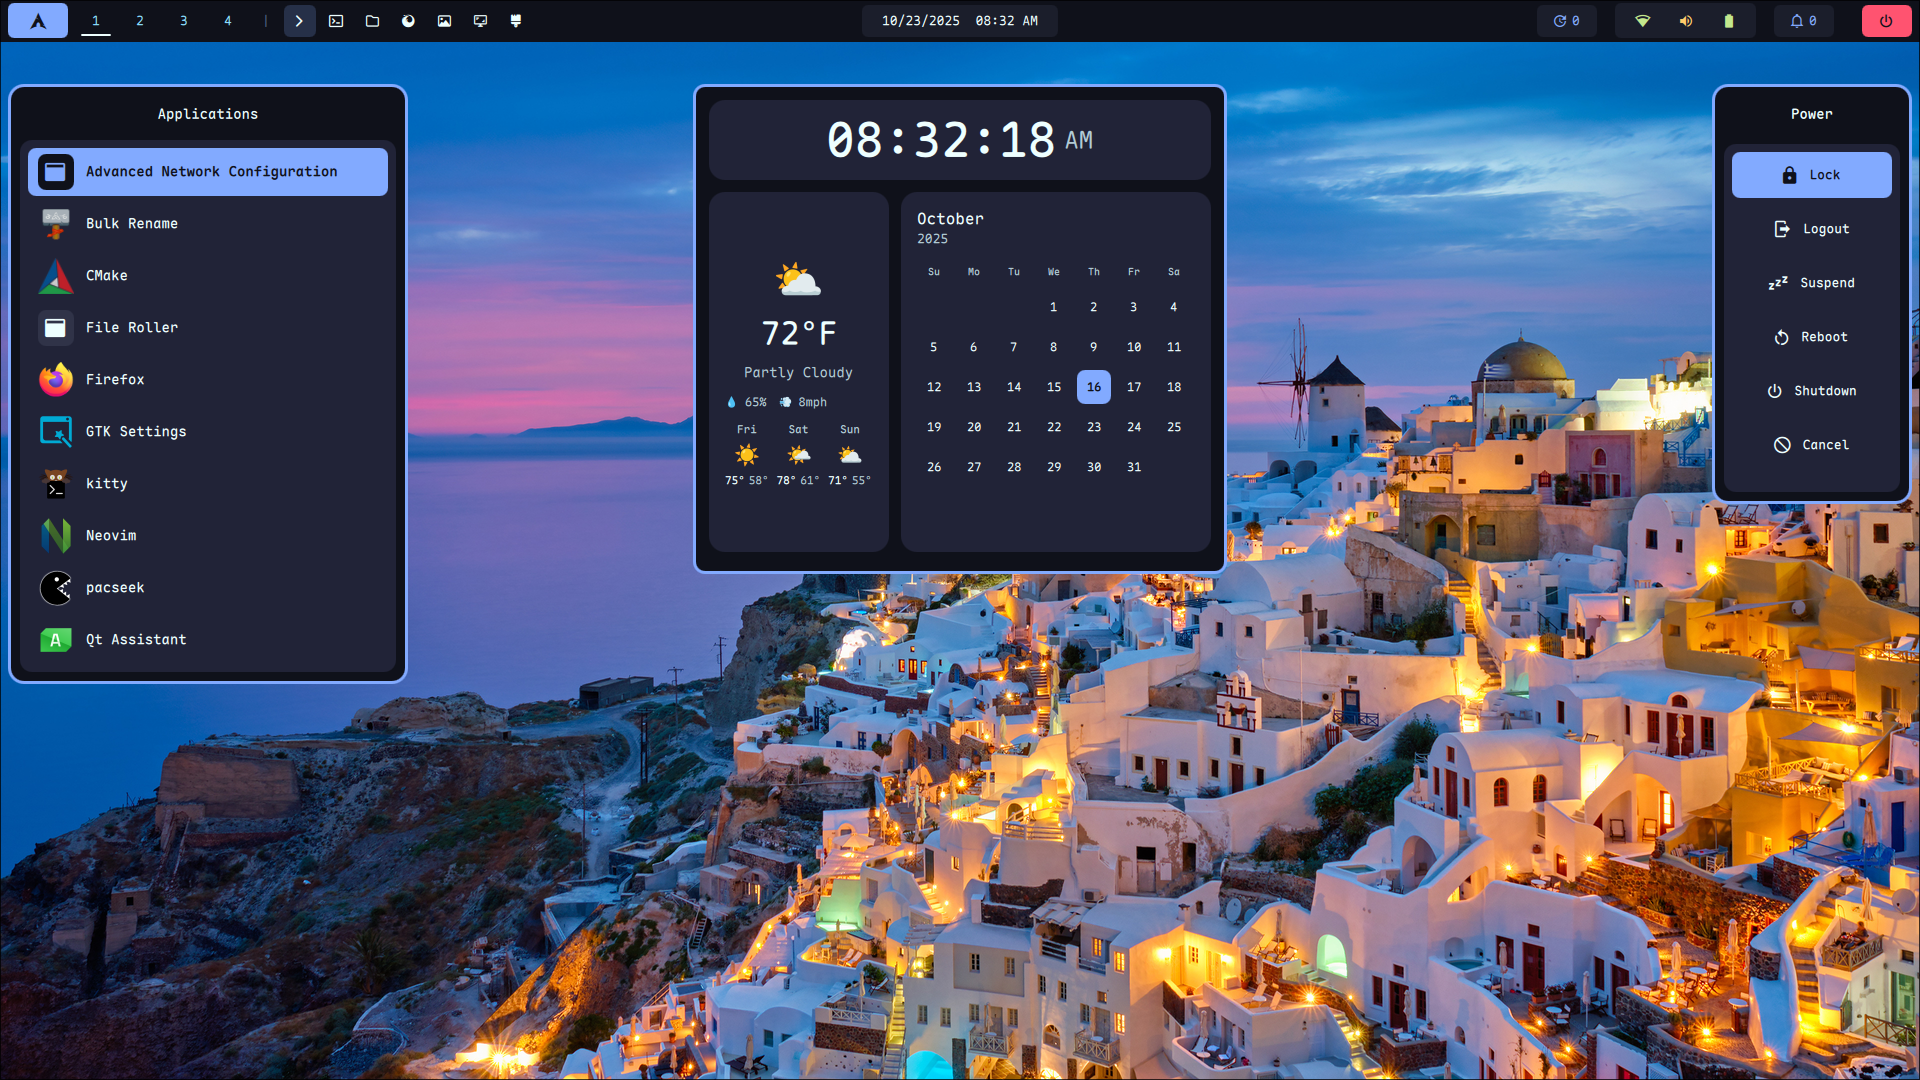 1 2 3 4 |
10/23/2025 08:32 AM
0
0
Applications
Advanced Network Configuration
Bulk Rename
CMake
File Roller
Firefox
GTK Settings
kitty
Neovim
pacseek
Qt Assistant
08:32:18 AM
72°F
Partly Cloudy
65% 8mph
Fri Sat Sun
75° 58° 78° 61° 71° 55°
October
2025
Su Mo Tu We Th Fr Sa
1 2 3 4
5 6 7 8 9 10 11
12 13 14 15 16 17 18
19 20 21 22 23 24 25
26 27 28 29 30 31
Power
Lock
Logout
zzz Suspend
Reboot
Shutdown
Cancel